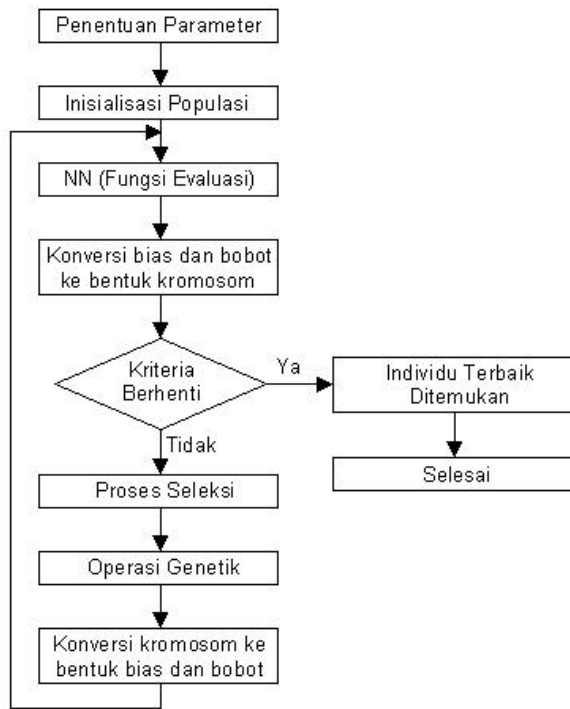 Penentuan Parameter
Inisialisasi Populasi
NN (Fungsi Evaluasi)
Konversi bias dan bobot
ke bentuk kromosom
Kriteria
Berhenti
Ya
Individu Terbaik
Ditemukan
Selesai
Tidak
Proses Seleksi
Operasi Genetik
Konversi kromosom ke
bentuk bias dan bobot